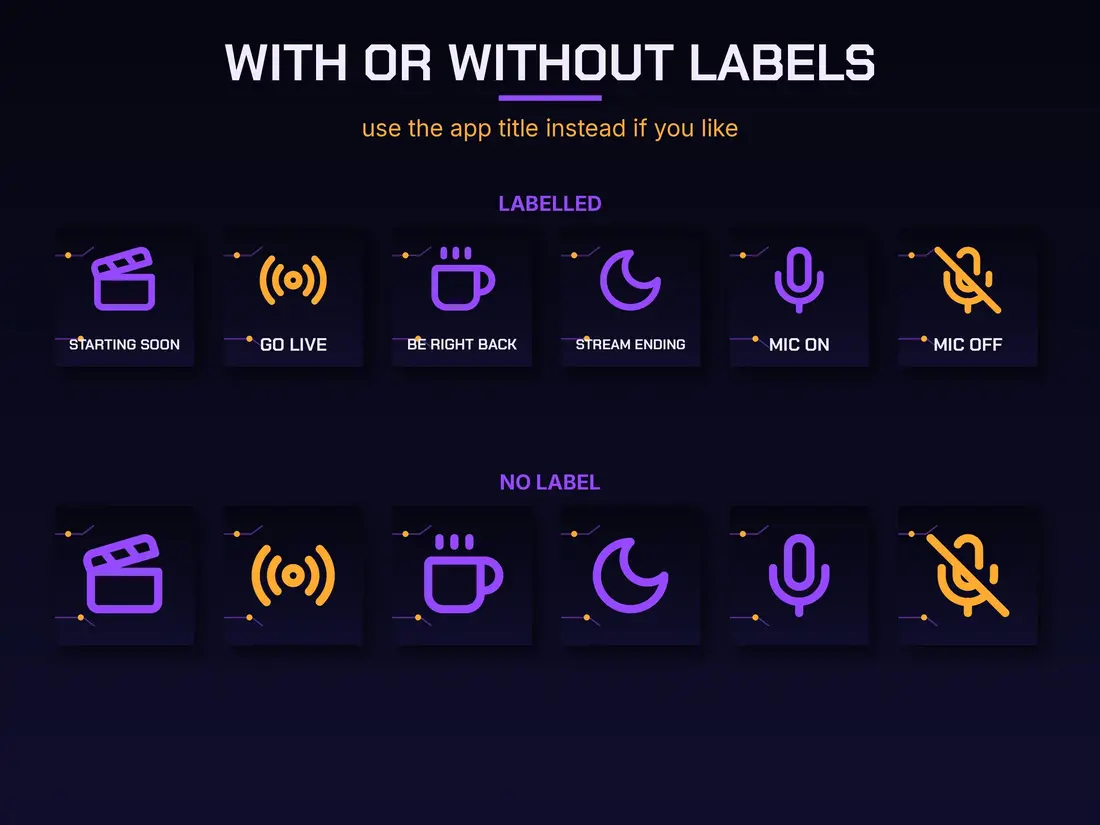 WITH OR WITHOUT LABELS
use the app title instead if you like
LABELLED
STARTING SOON
GO LIVE
BE RIGHT BACK
STREAM ENDING
MIC ON
MIC OFF
NO LABEL